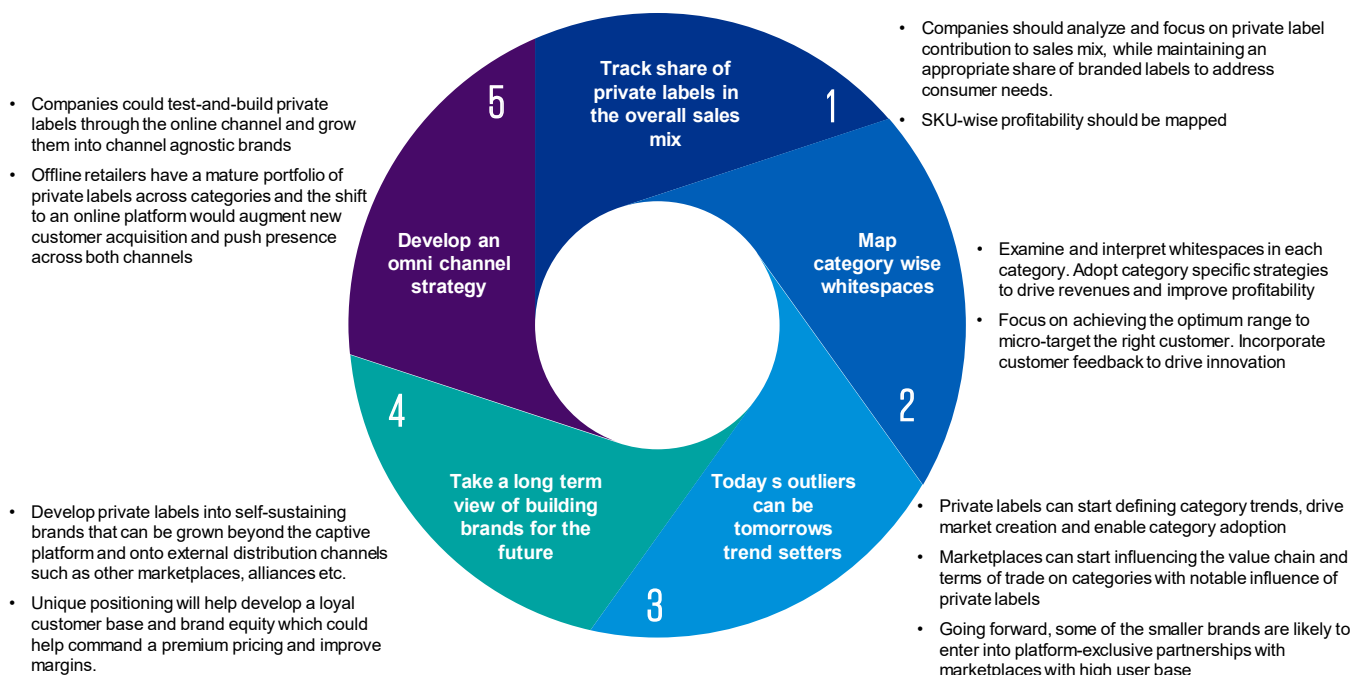 Track share of
private labels in
the overall sales
mix
1
• Companies should analyze and focus on private label
contribution to sales mix, while maintaining an
appropriate share of branded labels to address
consumer needs.
• SKU-wise profitability should be mapped
Map
category wise
whitespaces
2
• Examine and interpret whitespaces in each
category. Adopt category specific strategies
to drive revenues and improve profitability
• Focus on achieving the optimum range to
micro-target the right customer. Incorporate
customer feedback to drive innovation
Today s outliers
can be
tomorrows
trend setters
3
• Private labels can start defining category trends, drive
market creation and enable category adoption
• Marketplaces can start influencing the value chain and
terms of trade on categories with notable influence of
private labels
• Going forward, some of the smaller brands are likely to
enter into platform-exclusive partnerships with
marketplaces with high user base
4
Take a long term
view of building
brands for the
future
• Develop private labels into self-sustaining
brands that can be grown beyond the captive
platform and onto external distribution channels
such as other marketplaces, alliances etc.
• Unique positioning will help develop a loyal
customer base and brand equity which could
help command a premium pricing and improve
margins.
5
Develop an
omni channel
strategy
• Companies could test-and-build private
labels through the online channel and grow
them into channel agnostic brands
• Offline retailers have a mature portfolio of
private labels across categories and the shift
to an online platform would augment new
customer acquisition and push presence
across both channels